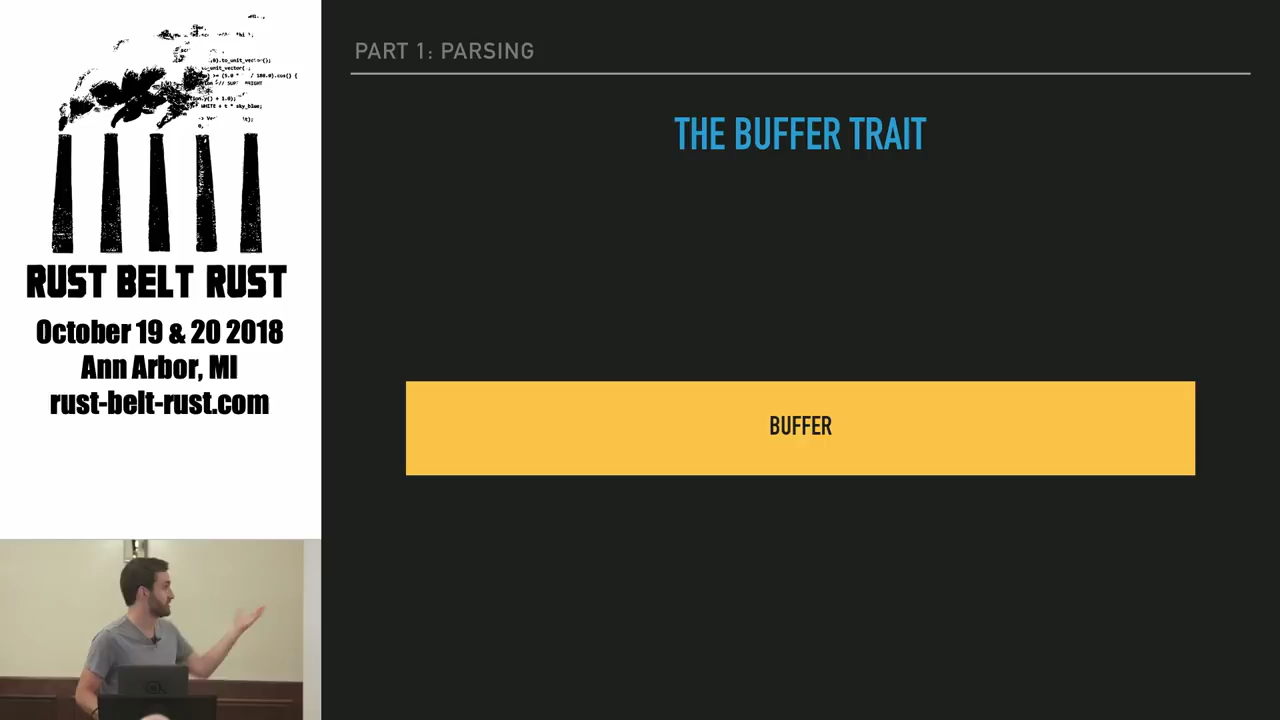 RUST BELT RUST
October 19 & 20 2018
Ann Arbor, MI
rust-belt-rust.com
PART 1: PARSING
THE BUFFER TRAIT
BUFFER